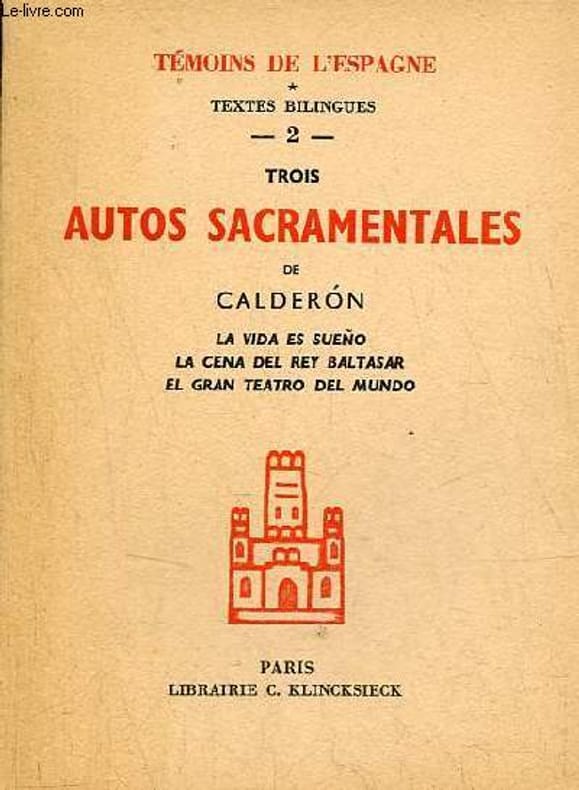 Le-livre.com
TÉMOINS DE L'ESPAGNE
*
TEXTES BILINGUES
— 2 —
TROIS
AUTOS SACRAMENTALES
DE
CALDERÓN
LA VIDA ES SUEÑO
LA CENA DEL REY BALTASAR
EL GRAN TEATRO DEL MUNDO
PARIS
LIBRAIRIE C. KLINCKSIECK